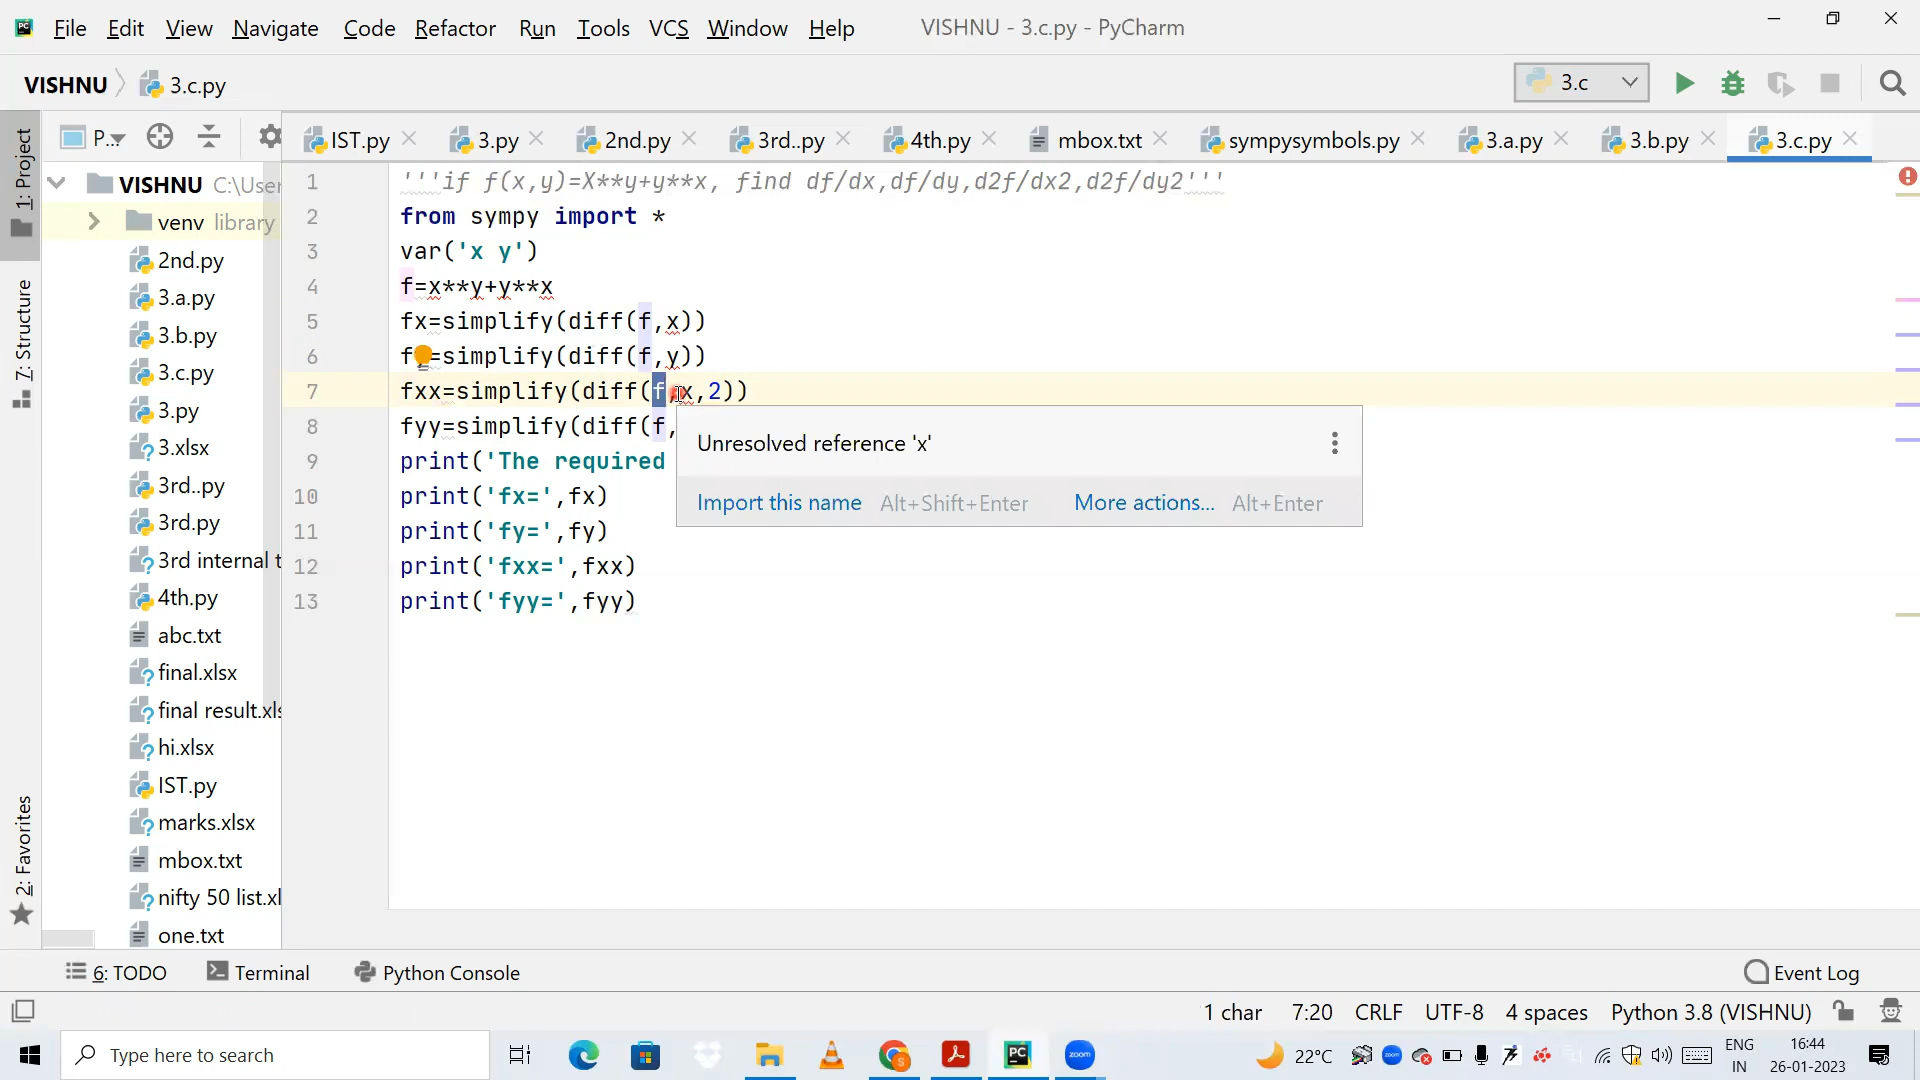 File Edit View Navigate Code Refactor Run Tools VCS Window Help VISHNU - 3.c.py - PyCharm
VISHNU 3.c.py 3.c
P... IST.py 3.py 2nd.py 3rd..py 4th.py mbox.txt sympysymbols.py 3.a.py 3.b.py 3.c.py
1: Project
7: Structure
2: Favorites
VISHNU C:\User
venv library
2nd.py
3.a.py
3.b.py
3.c.py
3.py
3.xlsx
3rd..py
3rd.py
3rd internal t
4th.py
abc.txt
final.xlsx
final result.xls
hi.xlsx
IST.py
marks.xlsx
mbox.txt
nifty 50 list.xl
one.txt
1 '''if f(x,y)=X**y+y**x, find df/dx,df/dy,d2f/dx2,d2f/dy2'''
2 from sympy import *
3 var('x y')
4 f=x**y+y**x
5 fx=simplify(diff(f,x))
6 f =simplify(diff(f,y))
7 fxx=simplify(diff(f,x,2))
8 fyy=simplify(diff(f,
9 print('The required
10 print('fx=',fx)
11 print('fy=',fy)
12 print('fxx=',fxx)
13 print('fyy=',fyy)
Unresolved reference 'x'
Import this name Alt+Shift+Enter More actions... Alt+Enter
6: TODO Terminal Python Console Event Log
1 char 7:20 CRLF UTF-8 4 spaces Python 3.8 (VISHNU)
Type here to search
zoom
22°C
ENG
IN
16:44
26-01-2023